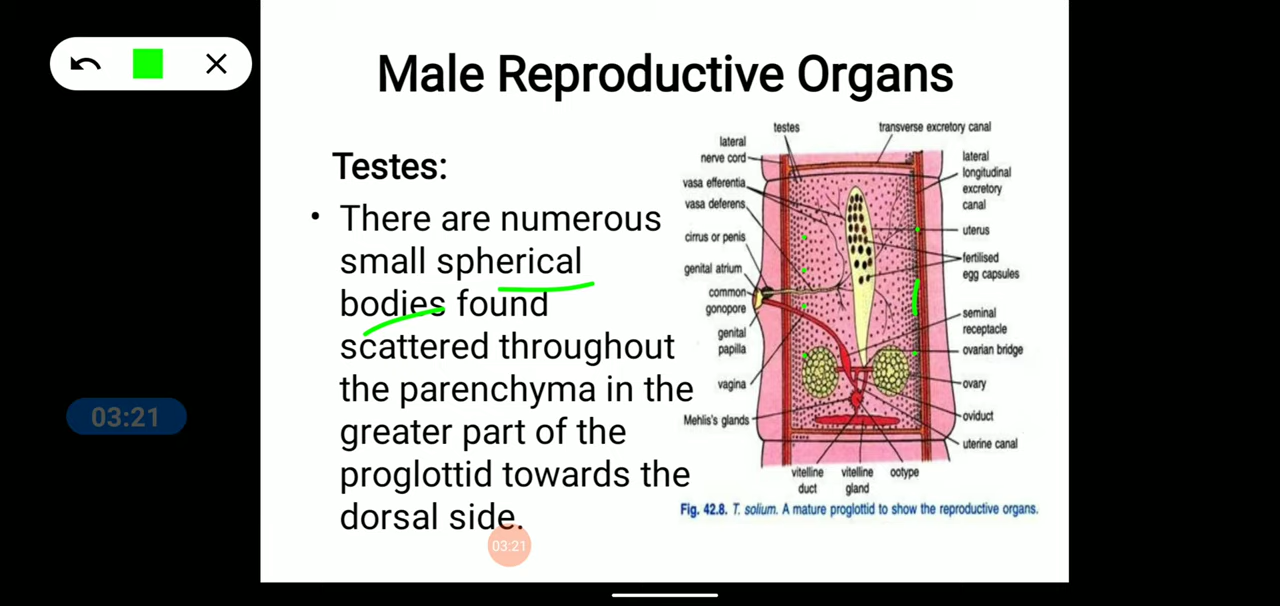 Male Reproductive Organs
Testes:
• There are numerous
small spherical
bodies found
scattered throughout
the parenchyma in the
greater part of the
proglottid towards the
dorsal side.
03:21
03:21
testes
transverse excretory canal
lateral
nerve cord
vasa efferentia
vasa deferens
cirrus or penis
genital atrium
common
gonopore
genital
papilla
vagina
Mehlis's glands
lateral
longitudinal
excretory
canal
uterus
fertilised
egg capsules
seminal
receptacle
ovarian bridge
ovary
oviduct
uterine canal
vitelline
duct
vitelline
gland
ootype
Fig. 42.8. T. solium. A mature proglottid to show the reproductive organs.